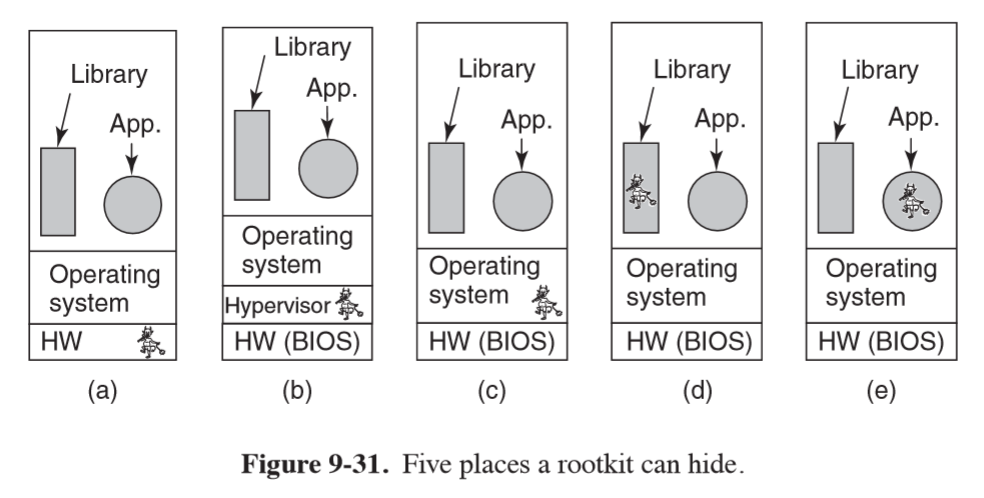 Library
App.
Operating
system
HW
(a)
Library
App.
Operating
system
Hypervisor
HW (BIOS)
(b)
Library
App.
Operating
system
HW (BIOS)
(c)
Library
App.
Operating
system
HW (BIOS)
(d)
Library
App.
Operating
system
HW (BIOS)
(e)
Figure 9-31. Five places a rootkit can hide.